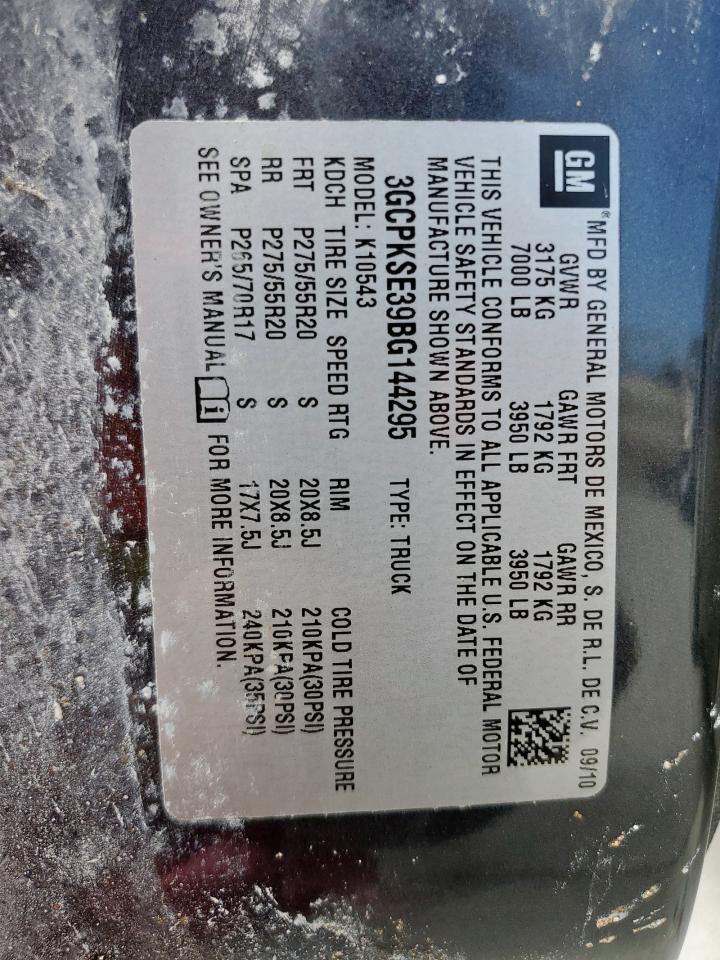 GM
® MFD BY GENERAL MOTORS DE MEXICO, S. DE R.L. DE C.V. 09/10
GVWR GAWR FRT GAWR RR
3175 KG 1792 KG 1792 KG
7000 LB 3950 LB 3950 LB
THIS VEHICLE CONFORMS TO ALL APPLICABLE U.S. FEDERAL MOTOR
VEHICLE SAFETY STANDARDS IN EFFECT ON THE DATE OF
MANUFACTURE SHOWN ABOVE.
3GCPKSE39BG144295 TYPE: TRUCK
MODEL: K10543
KDCH TIRE SIZE SPEED RTG RIM COLD TIRE PRESSURE
FRT P275/55R20 S 20X8.5J 210KPA(30PSI)
RR P275/55R20 S 20X8.5J 210KPA(30PSI)
SPA P265/70R17 S 17X7.5J 240KPA(35PSI)
SEE OWNER'S MANUAL i FOR MORE INFORMATION.